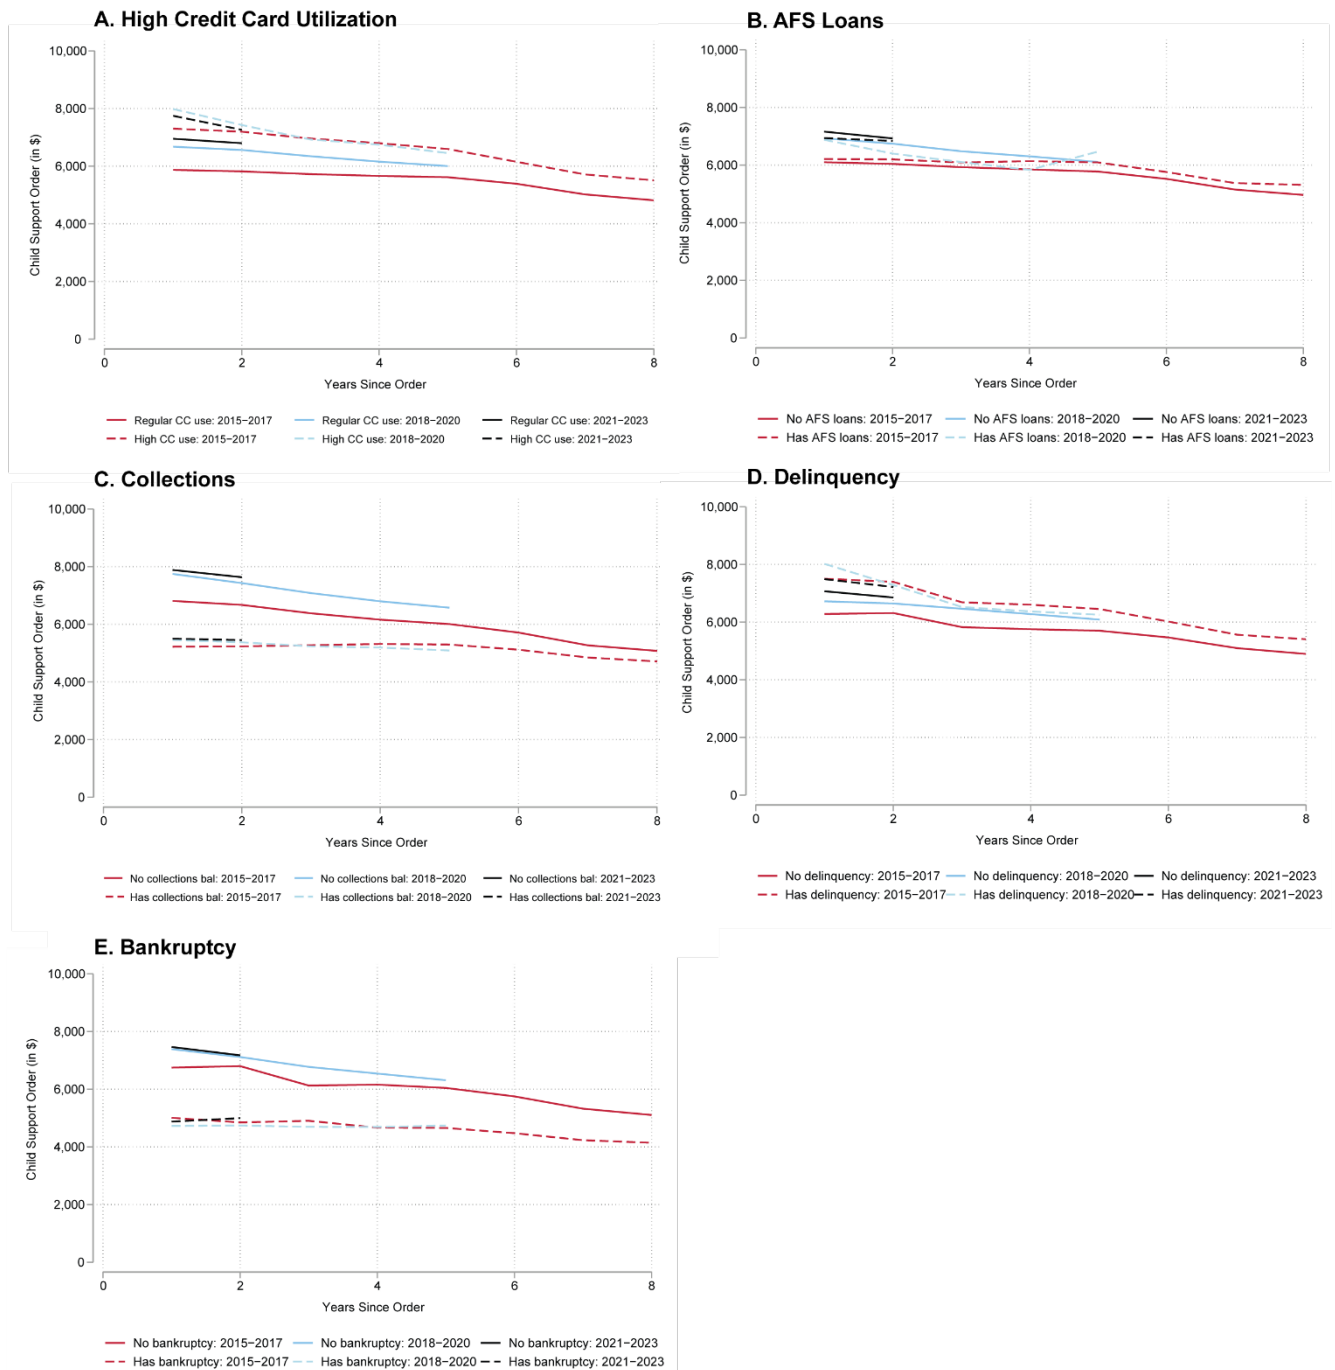 A. High Credit Card Utilization
10,000
8,000
6,000
4,000
2,000
0
Child Support Order (in $)
0 2 4 6 8
Years Since Order
Regular CC use: 2015−2017 Regular CC use: 2018−2020 Regular CC use: 2021−2023
High CC use: 2015−2017 High CC use: 2018−2020 High CC use: 2021−2023
B. AFS Loans
10,000
8,000
6,000
4,000
2,000
0
Child Support Order (in $)
0 2 4 6 8
Years Since Order
No AFS loans: 2015−2017 No AFS loans: 2018−2020 No AFS loans: 2021−2023
Has AFS loans: 2015−2017 Has AFS loans: 2018−2020 Has AFS loans: 2021−2023
C. Collections
10,000
8,000
6,000
4,000
2,000
0
Child Support Order (in $)
0 2 4 6 8
Years Since Order
No collections bal: 2015−2017 No collections bal: 2018−2020 No collections bal: 2021−2023
Has collections bal: 2015−2017 Has collections bal: 2018−2020 Has collections bal: 2021−2023
D. Delinquency
10,000
8,000
6,000
4,000
2,000
0
Child Support Order (in $)
0 2 4 6 8
Years Since Order
No delinquency: 2015−2017 No delinquency: 2018−2020 No delinquency: 2021−2023
Has delinquency: 2015−2017 Has delinquency: 2018−2020 Has delinquency: 2021−2023
E. Bankruptcy
10,000
8,000
6,000
4,000
2,000
0
Child Support Order (in $)
0 2 4 6 8
Years Since Order
No bankruptcy: 2015−2017 No bankruptcy: 2018−2020 No bankruptcy: 2021−2023
Has bankruptcy: 2015−2017 Has bankruptcy: 2018−2020 Has bankruptcy: 2021−2023